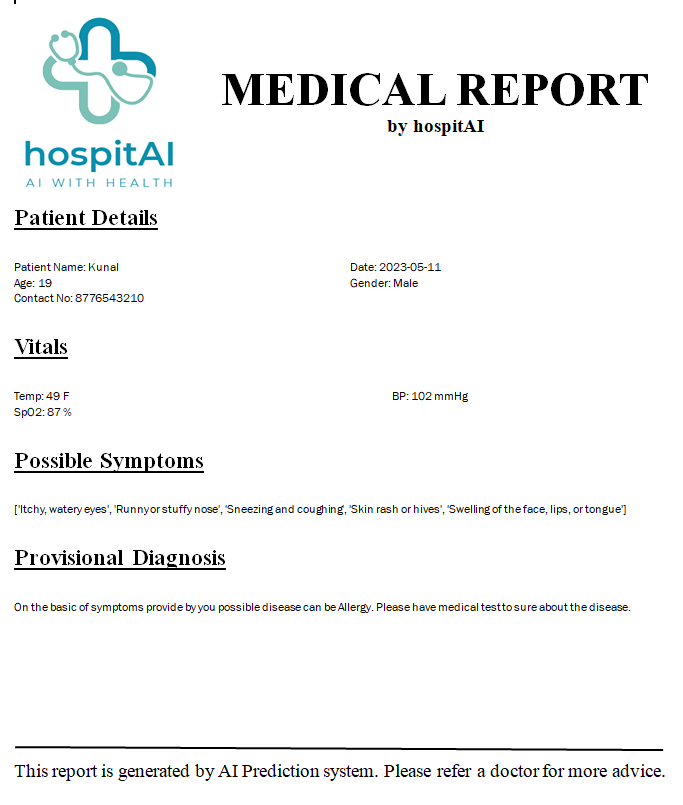 hospitAI
AI WITH HEALTH
MEDICAL REPORT
by hospitAI
Patient Details
Patient Name: Kunal
Date: 2023-05-11
Age: 19
Gender: Male
Contact No: 8776543210
Vitals
Temp: 49 F
BP: 102 mmHg
SpO2: 87 %
Possible Symptoms
['Itchy, watery eyes', 'Runny or stuffy nose', 'Sneezing and coughing', 'Skin rash or hives', 'Swelling of the face, lips, or tongue']
Provisional Diagnosis
On the basic of symptoms provide by you possible disease can be Allergy. Please have medical test to sure about the disease.
This report is generated by AI Prediction system. Please refer a doctor for more advice.